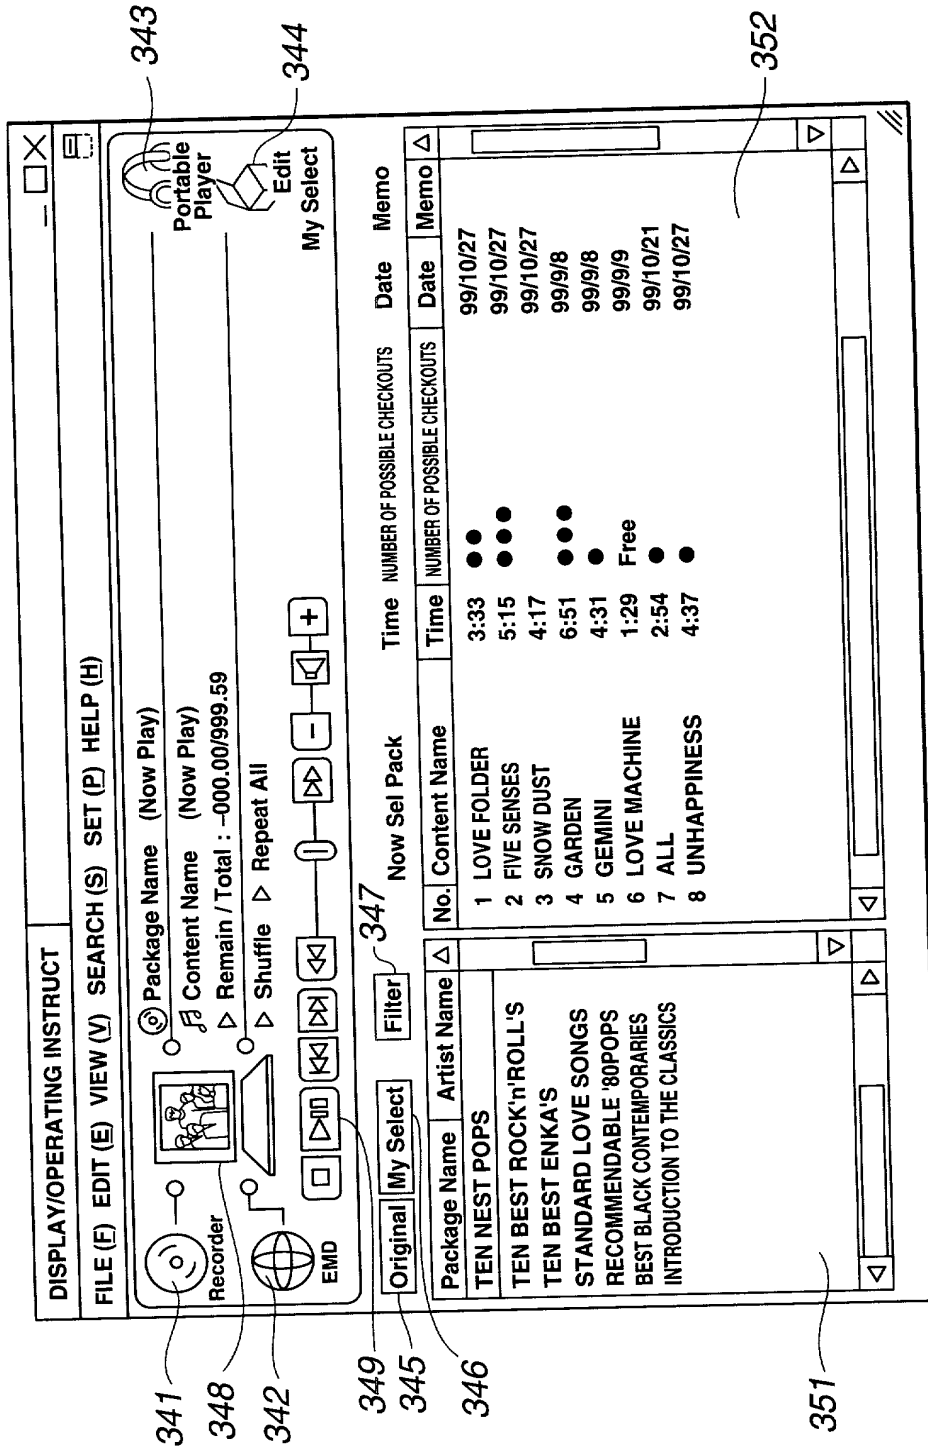 DISPLAY/OPERATING INSTRUCT
FILE (F) EDIT (E) VIEW (V) SEARCH (S) SET (P) HELP (H)
341
Recorder
348
342
EMD
Package Name (Now Play)
Content Name (Now Play)
Remain / Total : –000.00/999.59
Shuffle Repeat All
343
Portable
Player
344
Edit
My Select
349
345
Original My Select Filter
346
347
Now Sel Pack Time NUMBER OF POSSIBLE CHECKOUTS Date Memo
Package Name Artist Name
TEN NEST POPS
TEN BEST ROCK'n'ROLL'S
TEN BEST ENKA'S
STANDARD LOVE SONGS
RECOMMENDABLE '80POPS
BEST BLACK CONTEMPORARIES
INTRODUCTION TO THE CLASSICS
351
No. Content Name Time NUMBER OF POSSIBLE CHECKOUTS Date Memo
1 LOVE FOLDER 3:33 ●● 99/10/27
2 FIVE SENSES 5:15 ●●● 99/10/27
3 SNOW DUST 4:17 99/10/27
4 GARDEN 6:51 ●●● 99/9/8
5 GEMINI 4:31 ● 99/9/8
6 LOVE MACHINE 1:29 Free 99/9/9
7 ALL 2:54 ● 99/10/21
8 UNHAPPINESS 4:37 ● 99/10/27
352